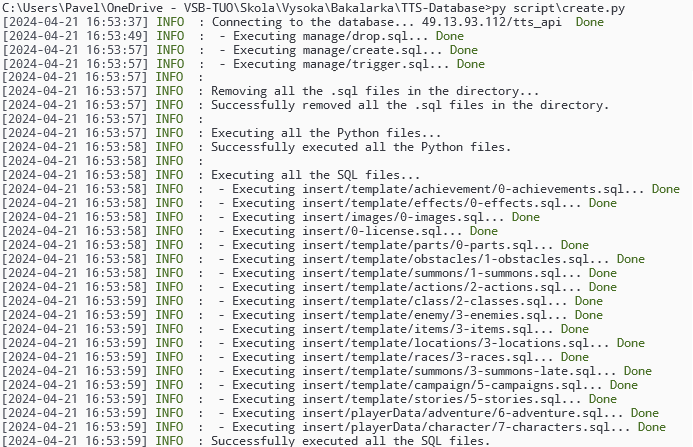 C:\Users\Pavel\OneDrive - VSB-TUO\Skola\Vysoka\Bakalarka\TTS-Database>py script\create.py
[2024-04-21 16:53:37] INFO  : Connecting to the database... 49.13.93.112/tts_api  Done
[2024-04-21 16:53:49] INFO  :  - Executing manage/drop.sql... Done
[2024-04-21 16:53:57] INFO  :  - Executing manage/create.sql... Done
[2024-04-21 16:53:57] INFO  :  - Executing manage/trigger.sql... Done
[2024-04-21 16:53:57] INFO  :
[2024-04-21 16:53:57] INFO  : Removing all the .sql files in the directory...
[2024-04-21 16:53:57] INFO  : Successfully removed all the .sql files in the directory.
[2024-04-21 16:53:57] INFO  :
[2024-04-21 16:53:57] INFO  : Executing all the Python files...
[2024-04-21 16:53:58] INFO  : Successfully executed all the Python files.
[2024-04-21 16:53:58] INFO  :
[2024-04-21 16:53:58] INFO  : Executing all the SQL files...
[2024-04-21 16:53:58] INFO  :  - Executing insert/template/achievement/0-achievements.sql... Done
[2024-04-21 16:53:58] INFO  :  - Executing insert/template/effects/0-effects.sql... Done
[2024-04-21 16:53:58] INFO  :  - Executing insert/images/0-images.sql... Done
[2024-04-21 16:53:58] INFO  :  - Executing insert/0-license.sql... Done
[2024-04-21 16:53:58] INFO  :  - Executing insert/template/parts/0-parts.sql... Done
[2024-04-21 16:53:58] INFO  :  - Executing insert/template/obstacles/1-obstacles.sql... Done
[2024-04-21 16:53:58] INFO  :  - Executing insert/template/summons/1-summons.sql... Done
[2024-04-21 16:53:58] INFO  :  - Executing insert/template/actions/2-actions.sql... Done
[2024-04-21 16:53:59] INFO  :  - Executing insert/template/class/2-classes.sql... Done
[2024-04-21 16:53:59] INFO  :  - Executing insert/template/enemy/3-enemies.sql... Done
[2024-04-21 16:53:59] INFO  :  - Executing insert/template/items/3-items.sql... Done
[2024-04-21 16:53:59] INFO  :  - Executing insert/template/locations/3-locations.sql... Done
[2024-04-21 16:53:59] INFO  :  - Executing insert/template/races/3-races.sql... Done
[2024-04-21 16:53:59] INFO  :  - Executing insert/template/summons/3-summons-late.sql... Done
[2024-04-21 16:53:59] INFO  :  - Executing insert/template/campaign/5-campaigns.sql... Done
[2024-04-21 16:53:59] INFO  :  - Executing insert/template/stories/5-stories.sql... Done
[2024-04-21 16:53:59] INFO  :  - Executing insert/playerData/adventure/6-adventure.sql... Done
[2024-04-21 16:53:59] INFO  :  - Executing insert/playerData/character/7-characters.sql... Done
[2024-04-21 16:53:59] INFO  : Successfully executed all the SQL files.